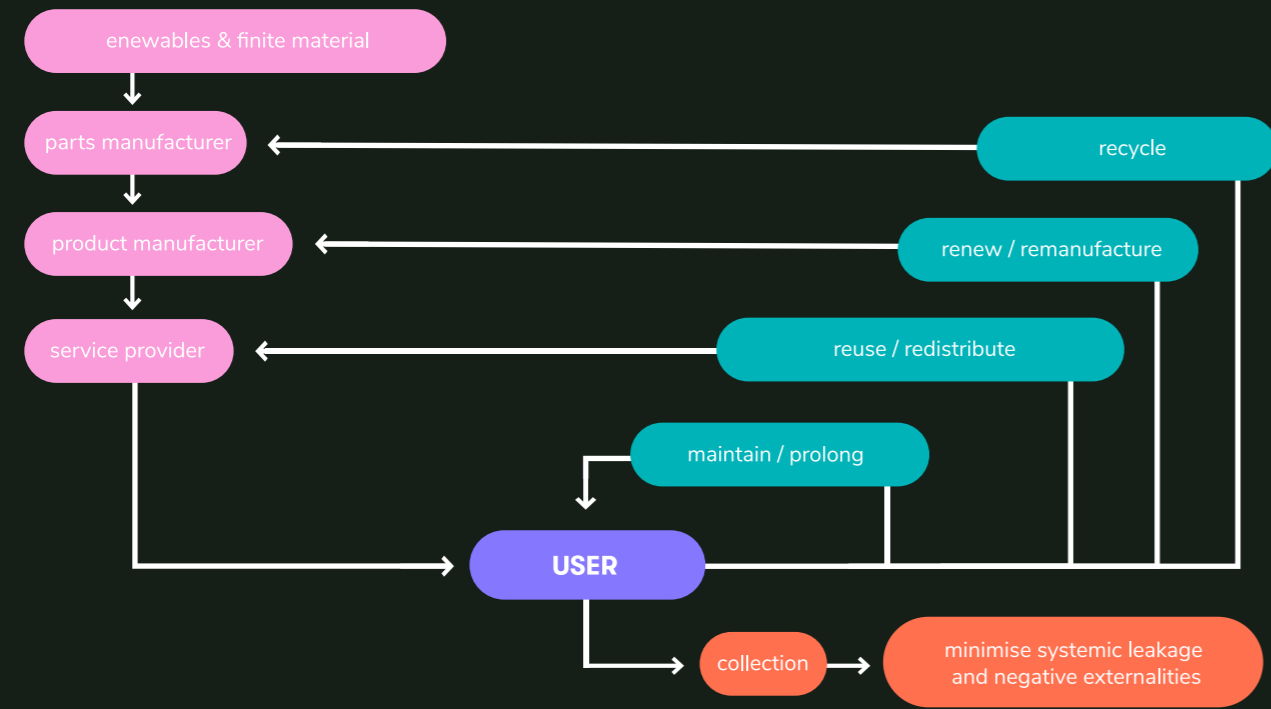 enewables & finite material
parts manufacturer
recycle
product manufacturer
renew / remanufacture
service provider
reuse / redistribute
maintain / prolong
USER
collection
minimise systemic leakage
and negative externalities